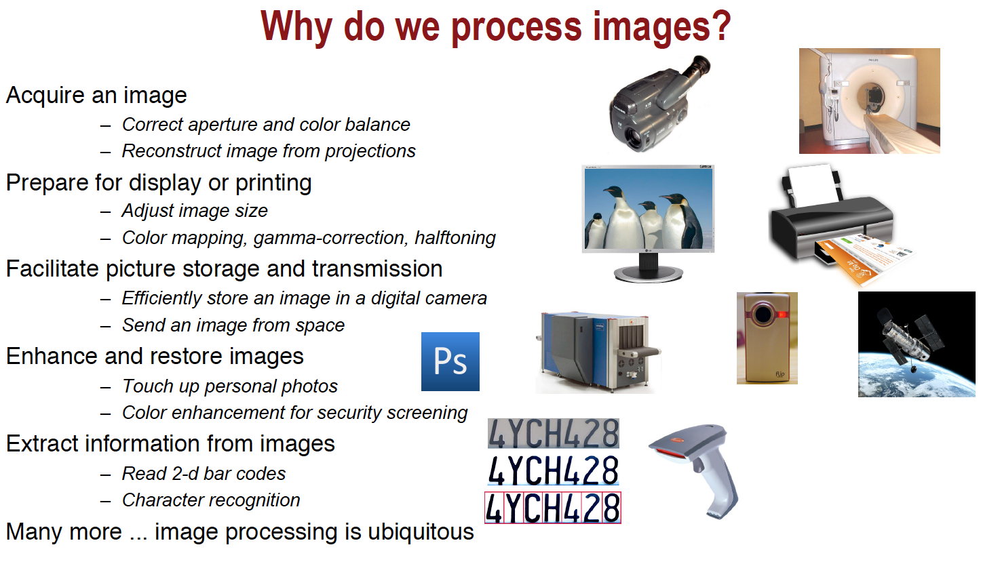 Why do we process images?
Acquire an image
– Correct aperture and color balance
– Reconstruct image from projections
Prepare for display or printing
– Adjust image size
– Color mapping, gamma-correction, halftoning
Facilitate picture storage and transmission
– Efficiently store an image in a digital camera
– Send an image from space
Enhance and restore images
– Touch up personal photos
– Color enhancement for security screening
Extract information from images
– Read 2-d bar codes
– Character recognition
Many more ... image processing is ubiquitous
PHILIPS
LG
Ps
flip
4YCH428
4YCH428
4YCH428